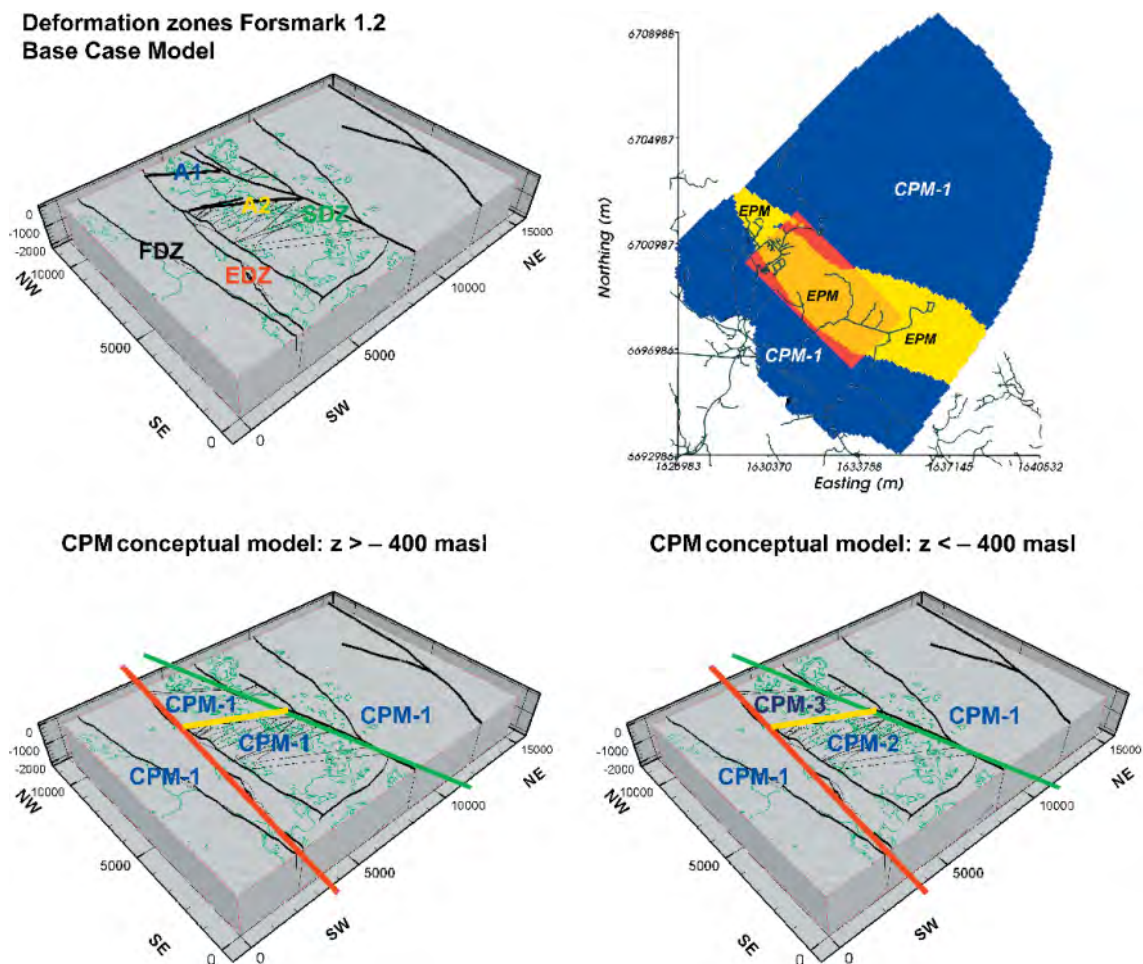 Deformation zones Forsmark 1.2
Base Case Model
A1
A2
SDZ
FDZ
EDZ
0
-1000
-2000
10000
NW
5000
SE
0
0
SW
5000
10000
15000
NE
6708988
6704987
6700987
6696986
6692986
Northing (m)
CPM-1
EPM
EPM
EPM
CPM-1
1626983
1630370
1633758
1637145
1640532
Easting (m)
CPM conceptual model: z > – 400 masl
CPM-1
CPM-1
CPM-1
CPM-1
0
-1000
-2000
10000
NW
5000
SE
0
0
SW
5000
10000
15000
NE
CPM conceptual model: z < – 400 masl
CPM-3
CPM-1
CPM-2
CPM-1
0
-1000
-2000
10000
NW
5000
SE
0
0
SW
5000
10000
15000
NE